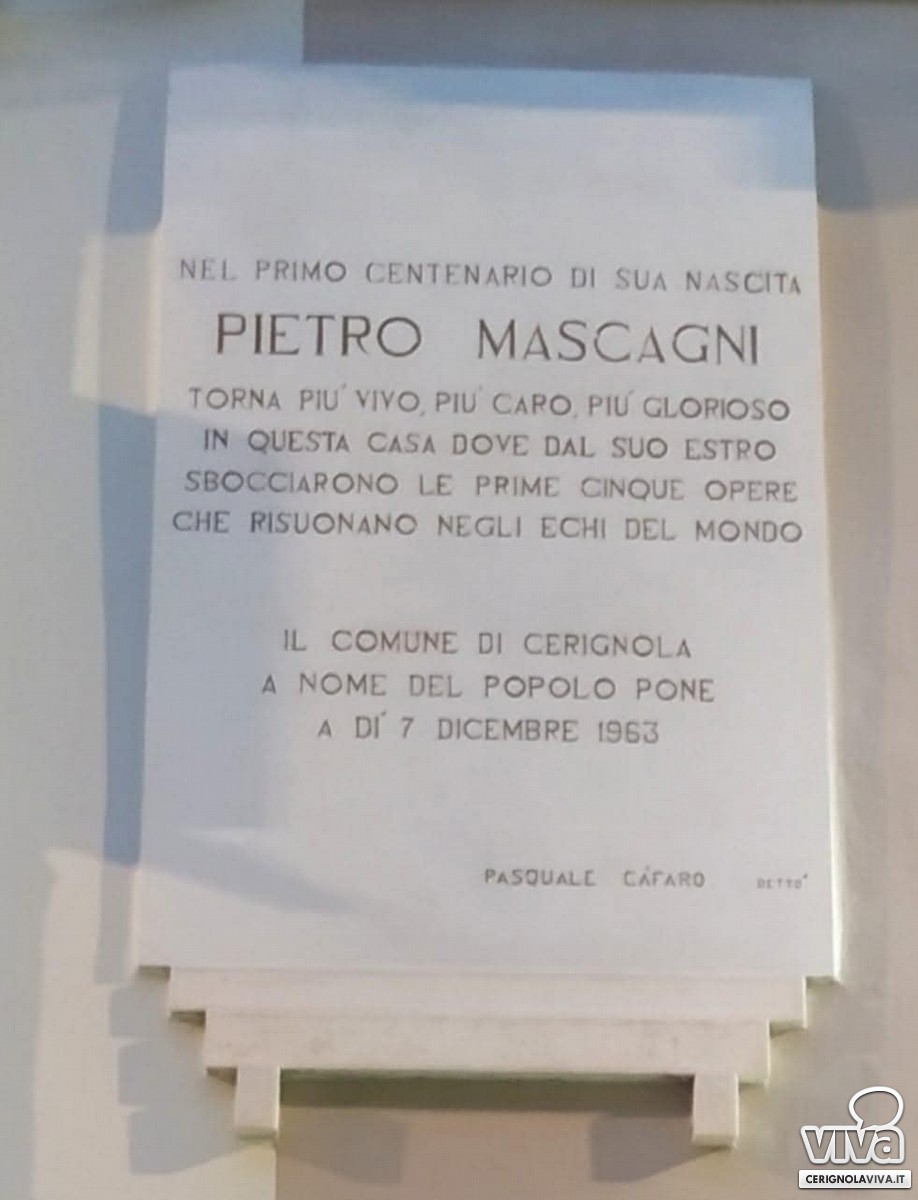 NEL PRIMO CENTENARIO DI SUA NASCITA
PIETRO MASCAGNI
TORNA PIU' VIVO, PIU' CARO, PIU' GLORIOSO
IN QUESTA CASA DOVE DAL SUO ESTRO
SBOCCIARONO LE PRIME CINQUE OPERE
CHE RISUONANO NEGLI ECHI DEL MONDO
IL COMUNE DI CERIGNOLA
A NOME DEL POPOLO PONE
A DI' 7 DICEMBRE 1963
PASQUALE CÁFARO DETTO'
viva
CERIGNOLAVIVA.IT